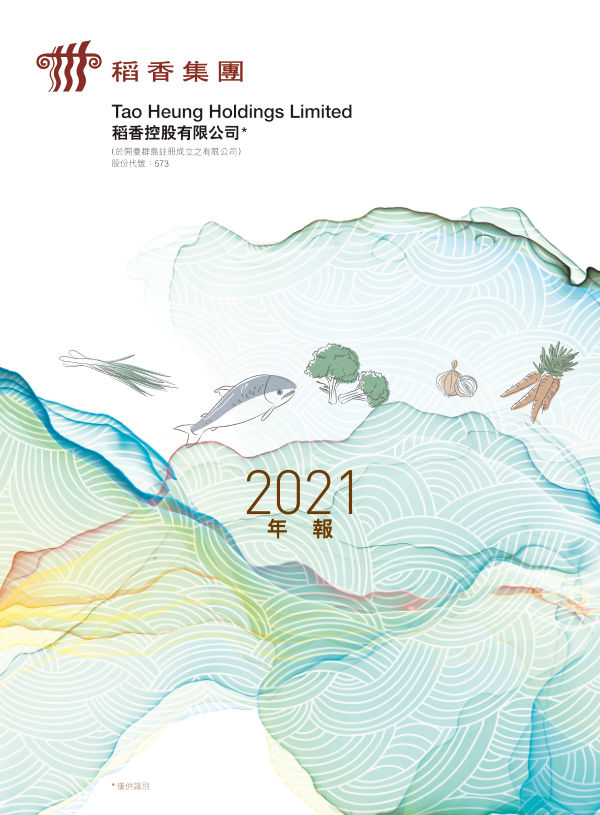 稻香集團
Tao Heung Holdings Limited
稻香控股有限公司*
(於開曼群島註冊成立之有限公司)
股份代號：573
2021
年 報
* 僅供識別